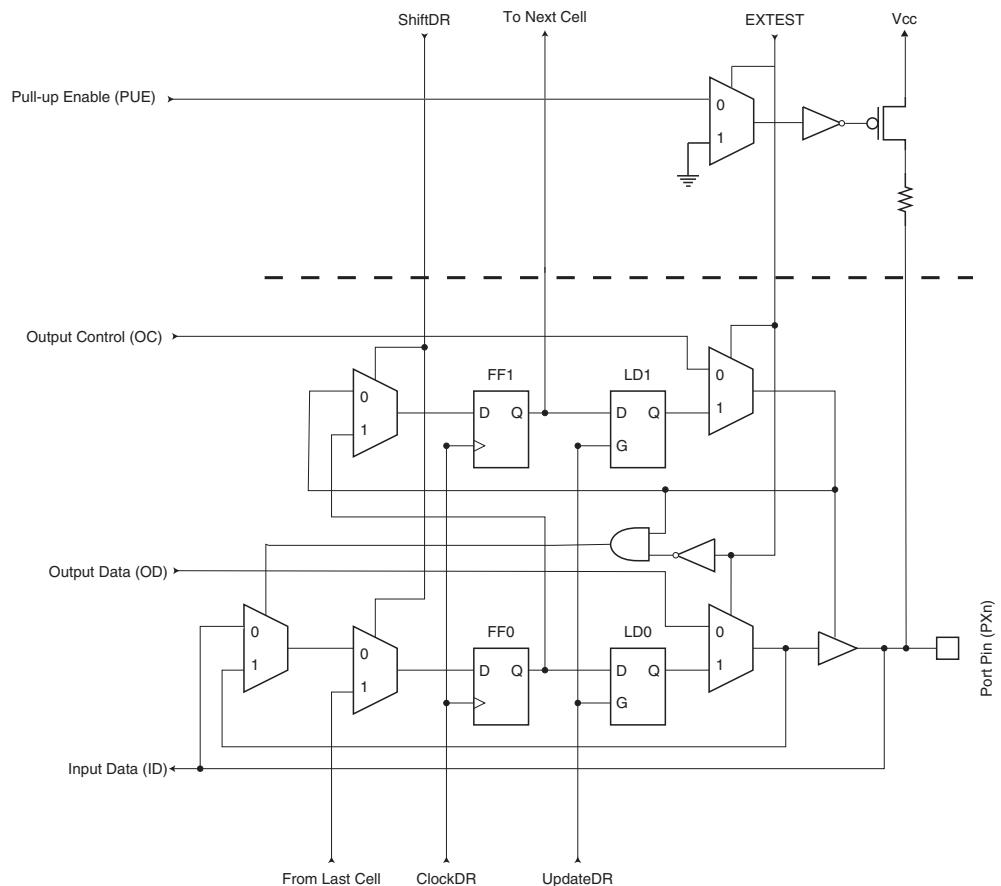 ShiftDR
To Next Cell
EXTEST
Vcc
Pull-up Enable (PUE)
0
1
Output Control (OC)
FF1
LD1
0
1
D Q
D Q
G
0
1
Output Data (OD)
FF0
LD0
0
1
0
1
D Q
D Q
G
0
1
Port Pin (PXn)
Input Data (ID)
From Last Cell
ClockDR
UpdateDR